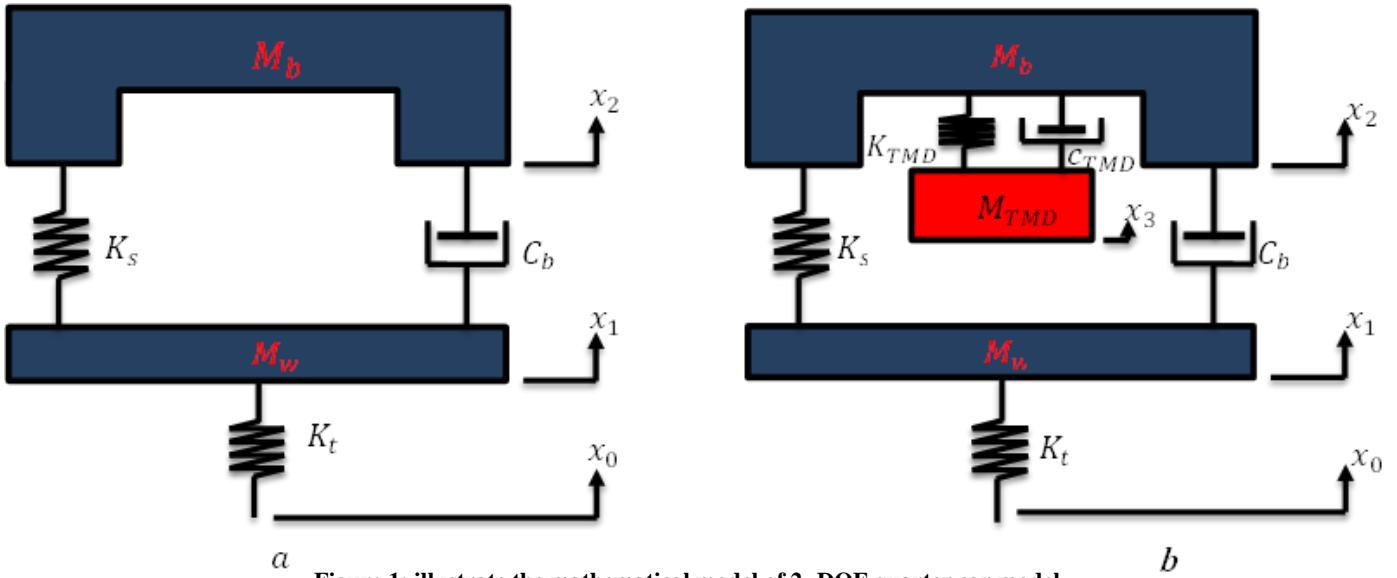 M_b
x_2
K_s
C_b
x_1
M_w
K_t
x_0
a
M_b
x_2
K_TMD
c_TMD
M_TMD
x_3
K_s
C_b
x_1
M_w
K_t
x_0
b